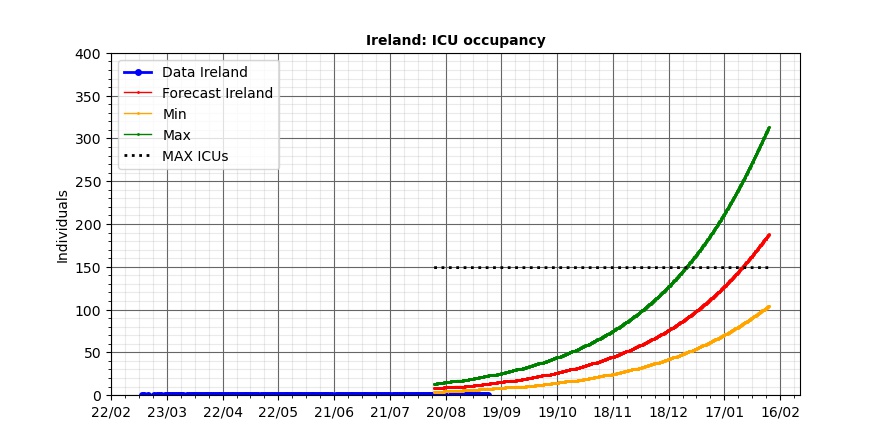 Ireland: ICU occupancy
Individuals
400
350
300
250
200
150
100
50
0
Data Ireland
Forecast Ireland
Min
Max
MAX ICUs
22/02 23/03 22/04 22/05 21/06 21/07 20/08 19/09 19/10 18/11 18/12 17/01 16/02